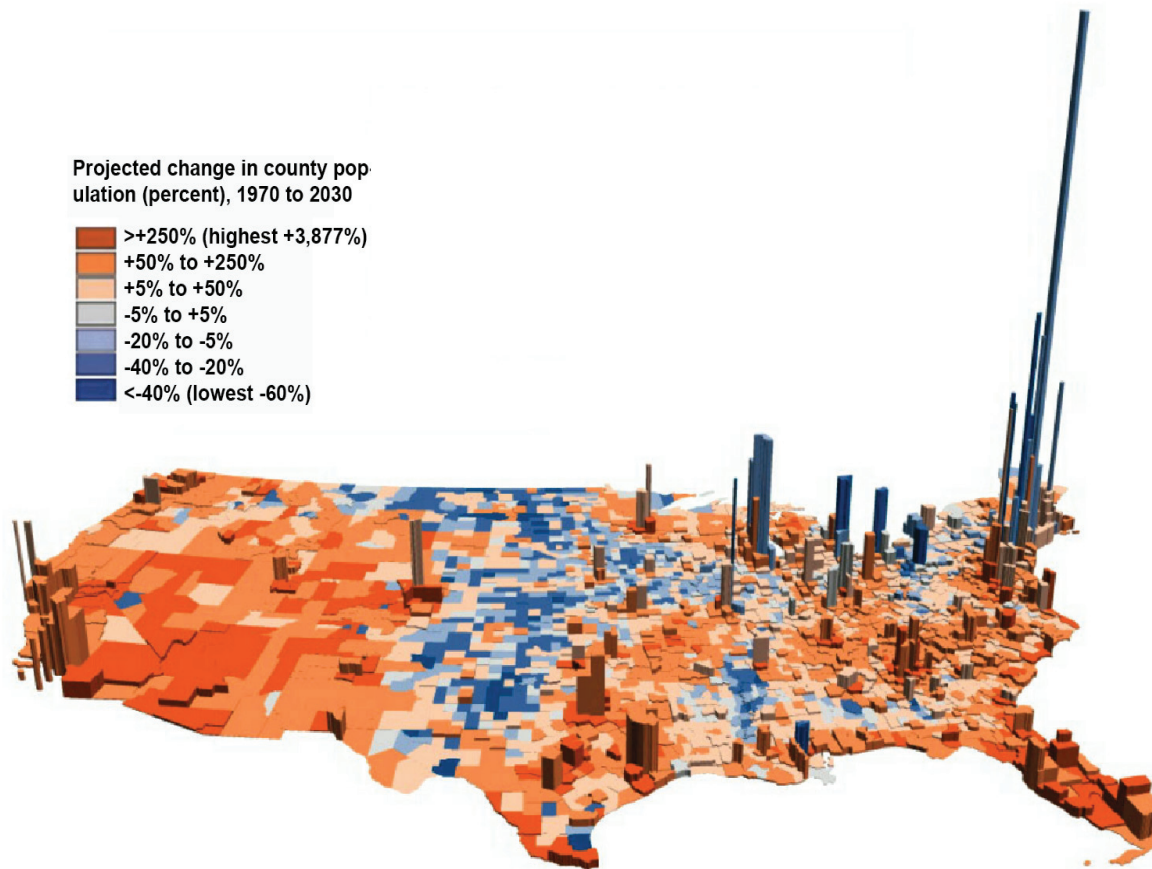 Projected change in county pop-
ulation (percent), 1970 to 2030
>+250% (highest +3,877%)
+50% to +250%
+5% to +50%
-5% to +5%
-20% to -5%
-40% to -20%
<-40% (lowest -60%)